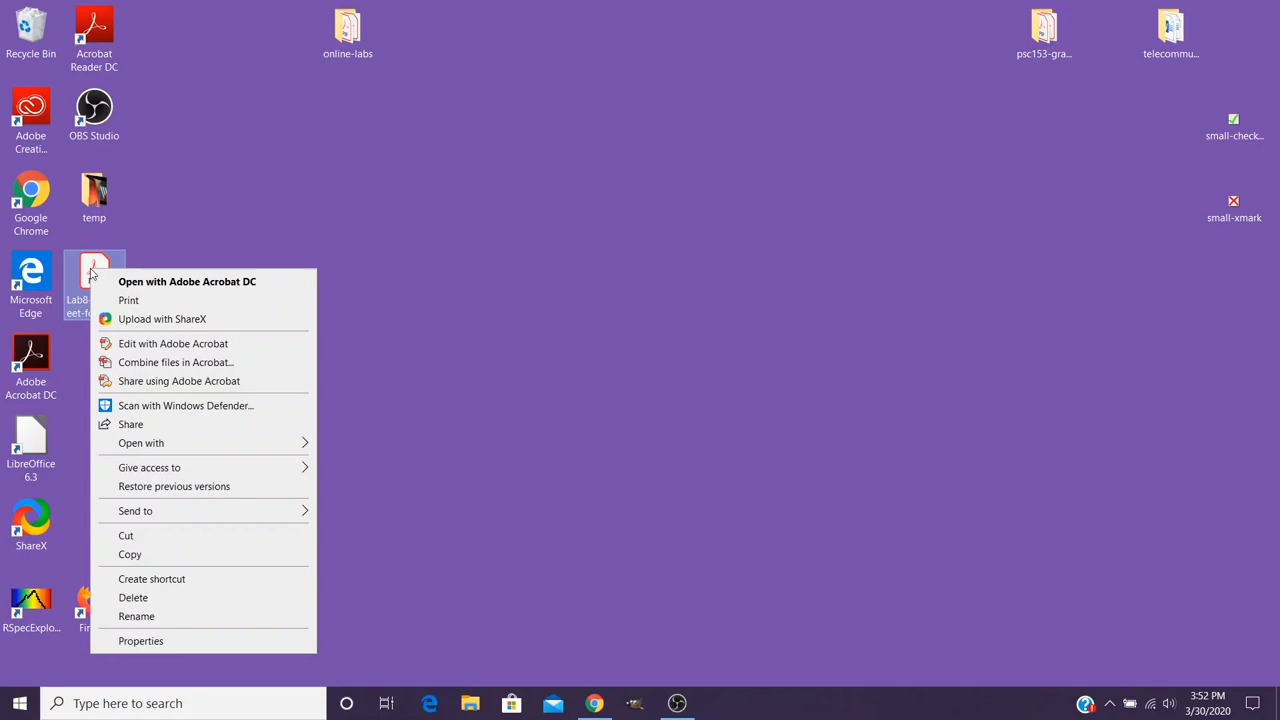 Recycle Bin
Acrobat
Reader DC
online-labs
psc153-gra...
telecommu...
Adobe
Creati...
OBS Studio
small-check...
Google
Chrome
temp
small-xmark
Microsoft
Edge
Lab8-
eet-fo
Adobe
Acrobat DC
LibreOffice
6.3
ShareX
RSpecExplo...
Fir
Open with Adobe Acrobat DC
Print
Upload with ShareX
Edit with Adobe Acrobat
Combine files in Acrobat...
Share using Adobe Acrobat
Scan with Windows Defender...
Share
Open with
Give access to
Restore previous versions
Send to
Cut
Copy
Create shortcut
Delete
Rename
Properties
Type here to search
3:52 PM
3/30/2020